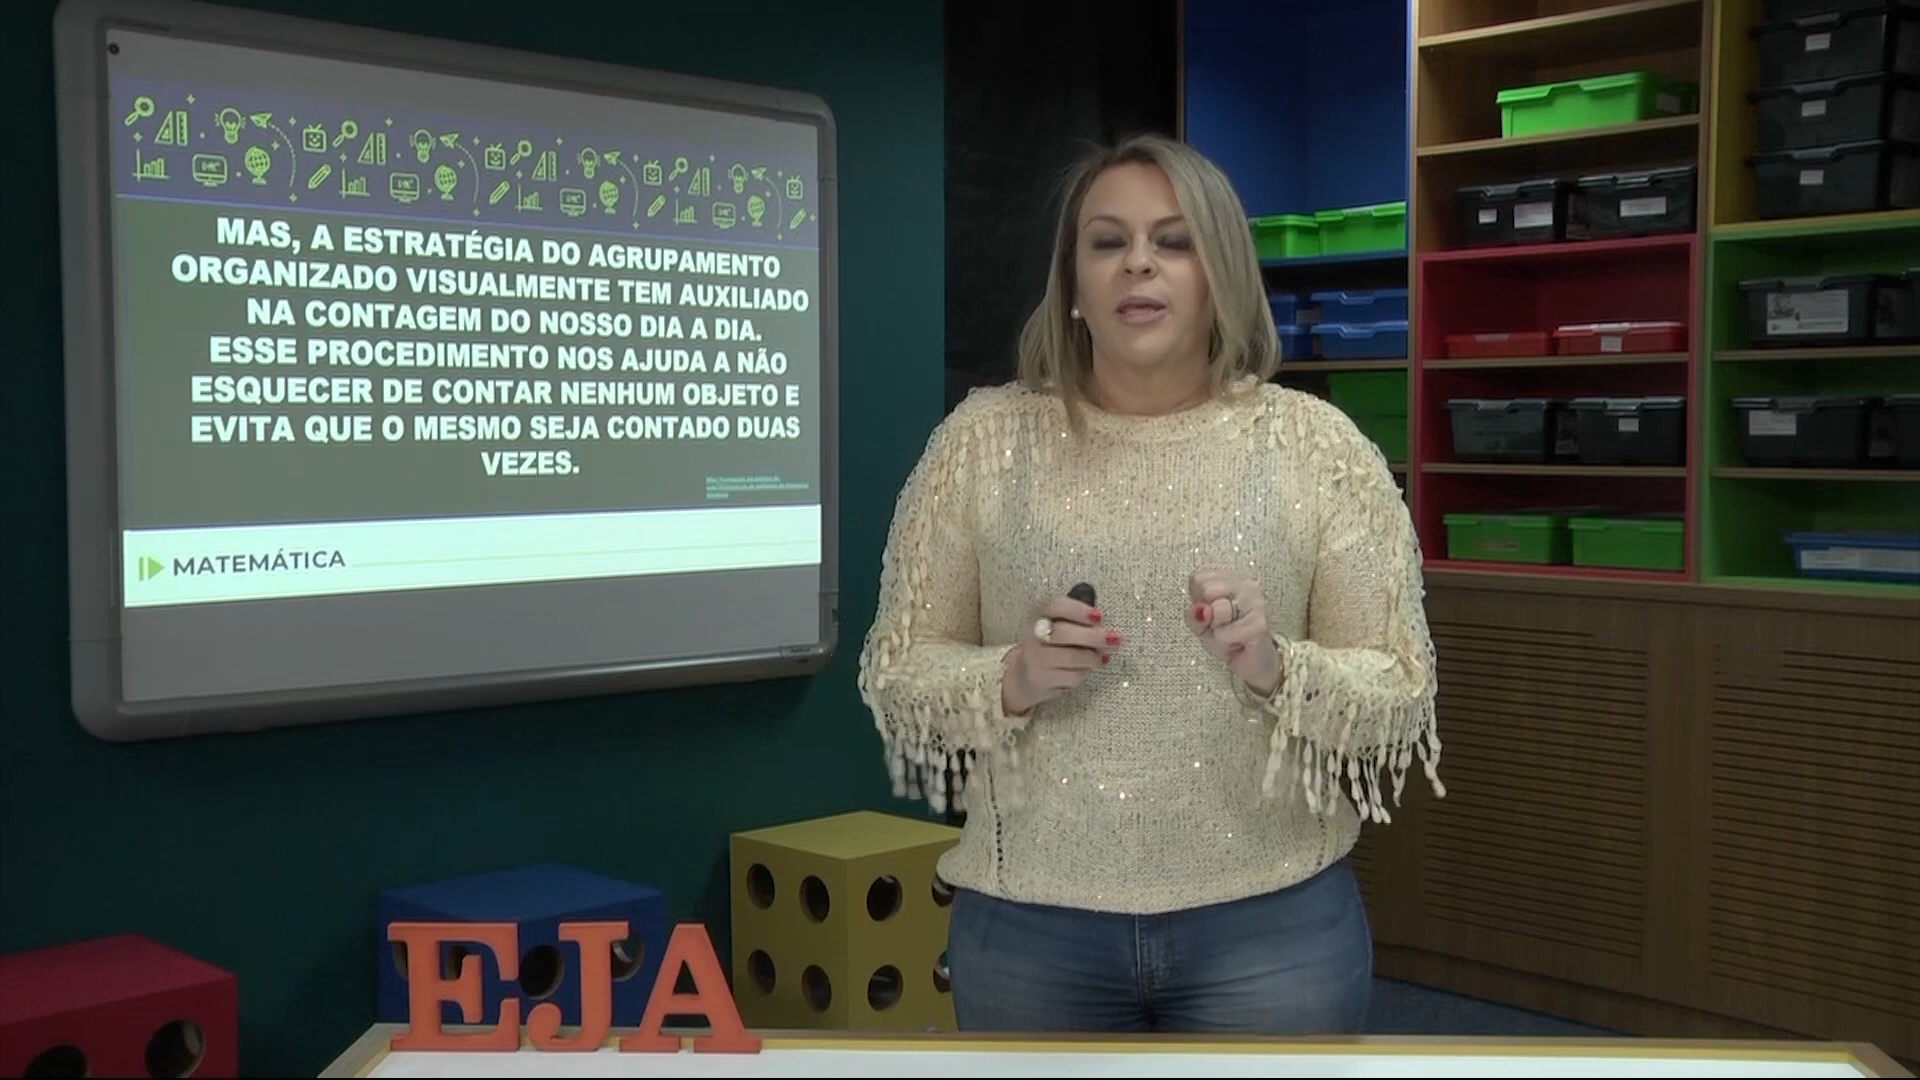 MAS, A ESTRATÉGIA DO AGRUPAMENTO
ORGANIZADO VISUALMENTE TEM AUXILIADO
NA CONTAGEM DO NOSSO DIA A DIA.
ESSE PROCEDIMENTO NOS AJUDA A NÃO
ESQUECER DE CONTAR NENHUM OBJETO E
EVITA QUE O MESMO SEJA CONTADO DUAS
VEZES.
MATEMÁTICA
EJA